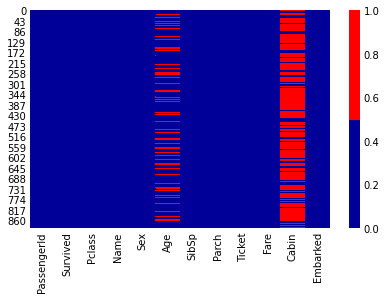 0
43
86
129
172
215
258
301
344
387
430
473
516
559
602
645
688
731
774
817
860
PassengerId
Survived
Pclass
Name
Sex
Age
SibSp
Parch
Ticket
Fare
Cabin
Embarked
1.0
0.8
0.6
0.4
0.2
0.0